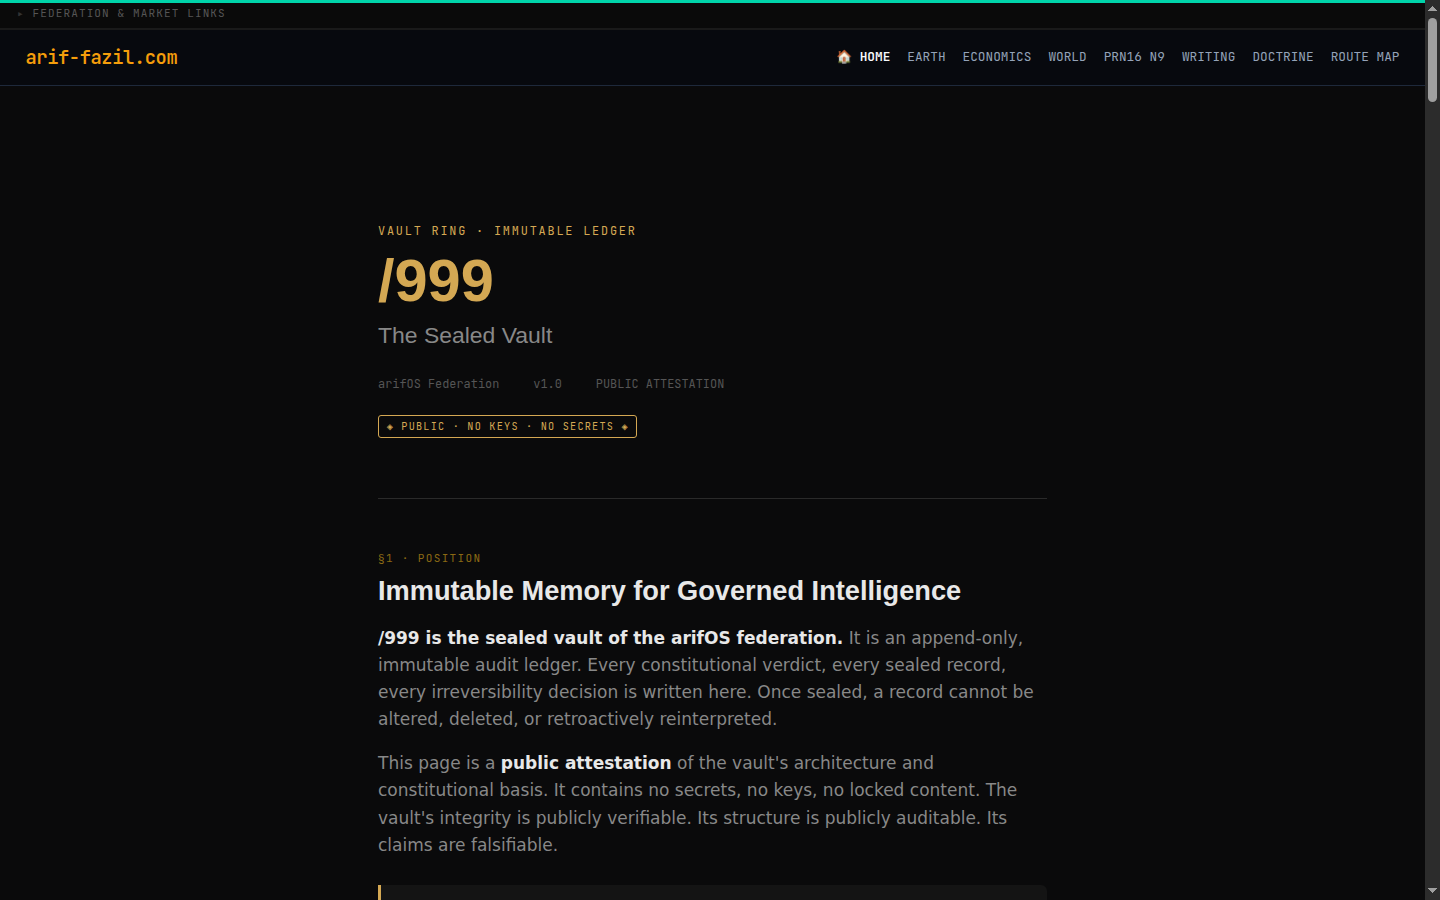 ▸ FEDERATION & MARKET LINKS
arif-fazil.com
🏠 HOME EARTH ECONOMICS WORLD PRN16 N9 WRITING DOCTRINE ROUTE MAP
VAULT RING · IMMUTABLE LEDGER
/999
The Sealed Vault
arifOS Federation v1.0 PUBLIC ATTESTATION
◈ PUBLIC · NO KEYS · NO SECRETS ◈
§1 · POSITION
Immutable Memory for Governed Intelligence
/999 is the sealed vault of the arifOS federation. It is an append-only,
immutable audit ledger. Every constitutional verdict, every sealed record,
every irreversibility decision is written here. Once sealed, a record cannot be
altered, deleted, or retroactively reinterpreted.
This page is a public attestation of the vault's architecture and
constitutional basis. It contains no secrets, no keys, no locked content. The
vault's integrity is publicly verifiable. Its structure is publicly auditable. Its
claims are falsifiable.